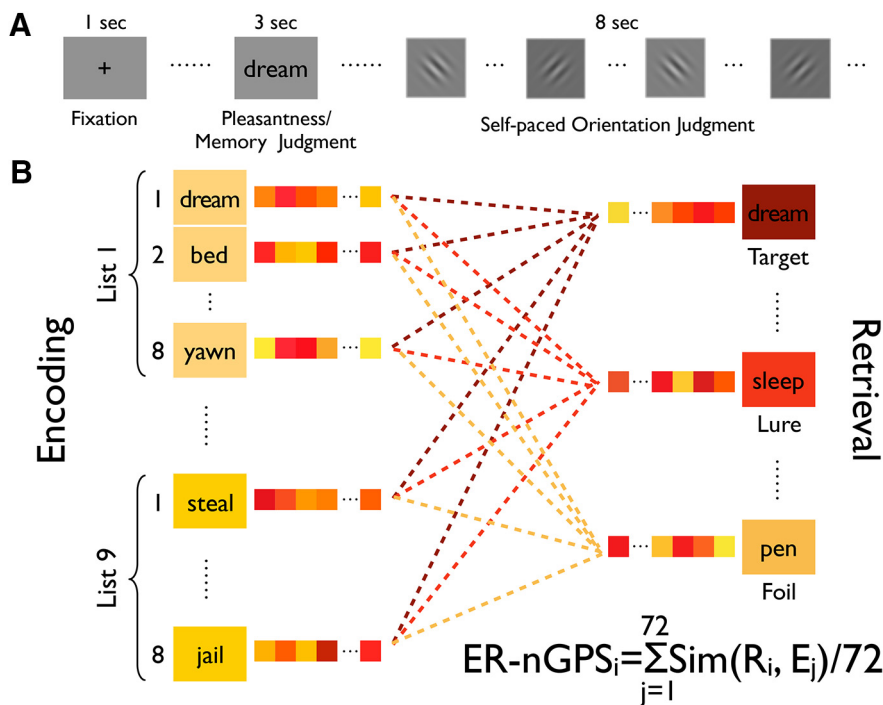 A
1 sec
3 sec
8 sec
+
......
dream
......
...
...
...
...
Fixation
Pleasantness/
Memory Judgment
Self-paced Orientation Judgment
B
Encoding
List 1
1
dream
...
2
bed
...
8
yawn
...
List 9
1
steal
...
8
jail
...
Retrieval
...
dream
Target
...
sleep
Lure
...
pen
Foil
ER-nGPSi=ΣSim(Ri, Ej)/72
72
j=1